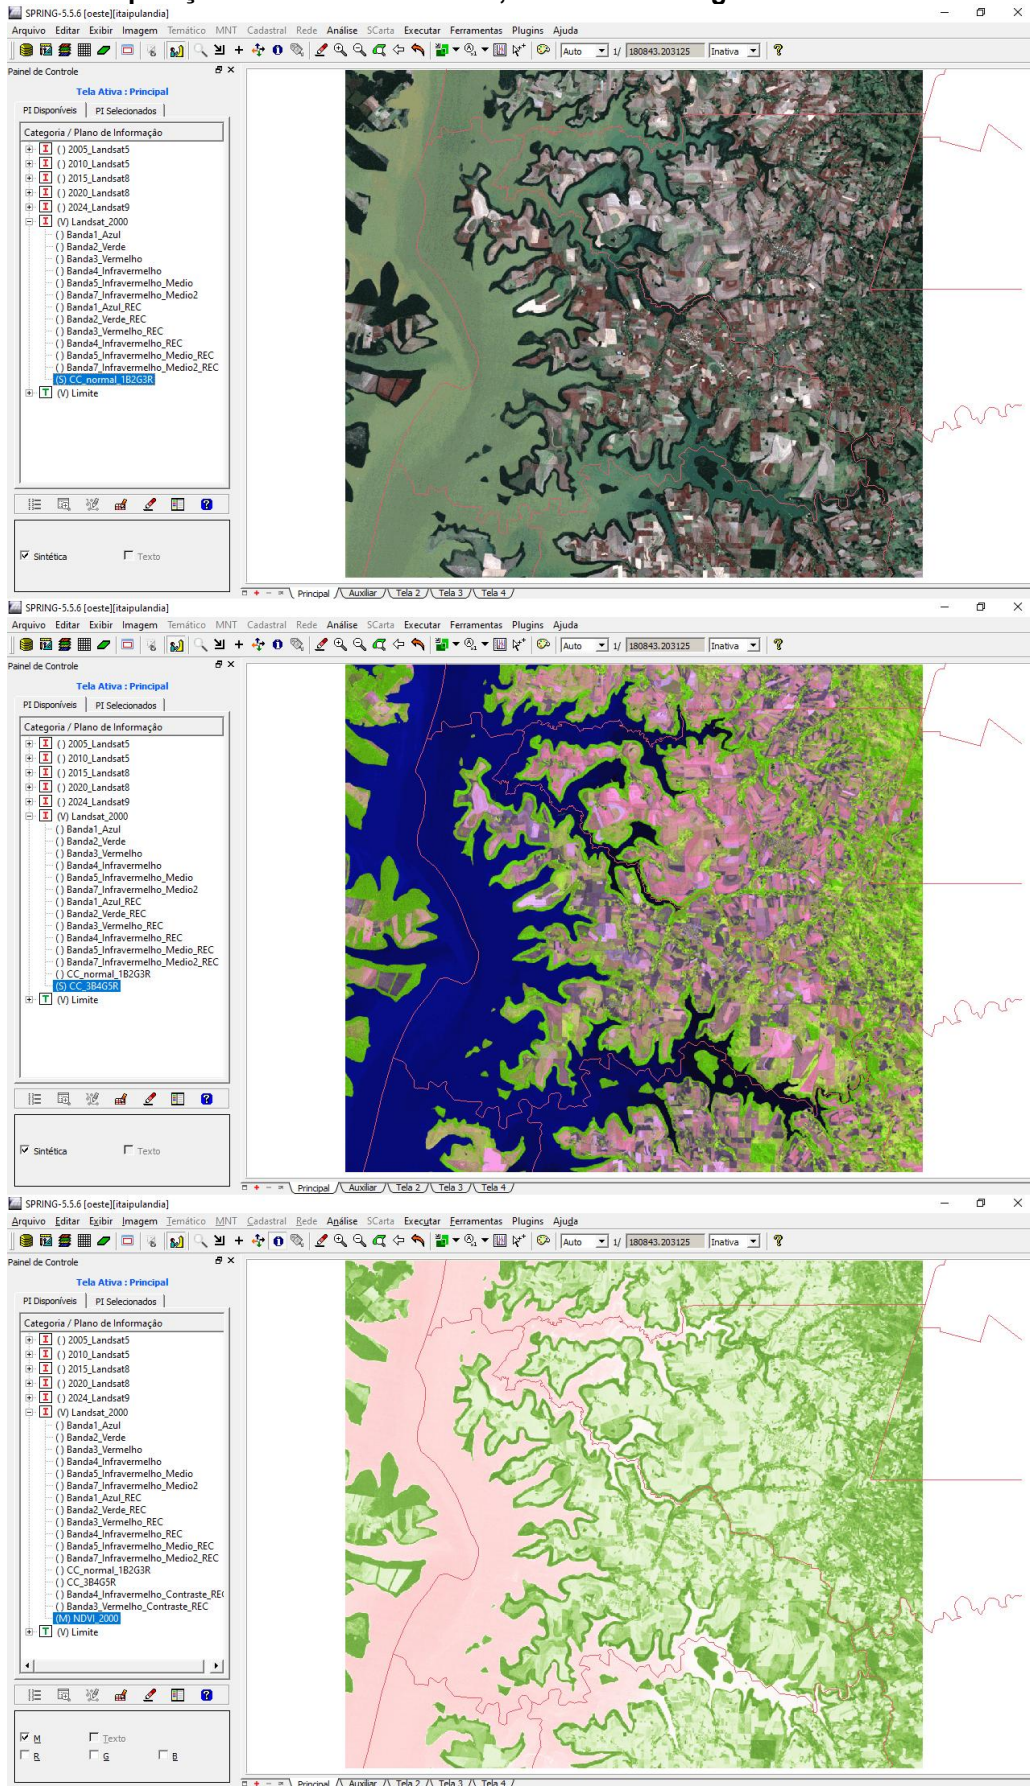 SPRING-5.5.6 [oeste][itaipulandia]
Arquivo Editar Exibir Imagem Temático MNT Cadastral Rede Análise SCarta Executar Ferramentas Plugins Ajuda
Auto 1/ 180843.203125 Inativa
Painel de Controle
Tela Ativa : Principal
PI Disponíveis PI Selecionados
Categoria / Plano de Informação
( ) 2005_Landsat5
( ) 2010_Landsat5
( ) 2015_Landsat8
( ) 2020_Landsat8
( ) 2024_Landsat9
(V) Landsat_2000
( ) Banda1_Azul
( ) Banda2_Verde
( ) Banda3_Vermelho
( ) Banda4_Infravermelho
( ) Banda5_Infravermelho_Medio
( ) Banda7_Infravermelho_Medio2
( ) Banda1_Azul_REC
( ) Banda2_Verde_REC
( ) Banda3_Vermelho_REC
( ) Banda4_Infravermelho_REC
( ) Banda5_Infravermelho_Medio_REC
( ) Banda7_Infravermelho_Medio2_REC
(S) CC_normal_1B2G3R
(V) Limite
Sintética Texto
Principal Auxiliar Tela 2 Tela 3 Tela 4
SPRING-5.5.6 [oeste][itaipulandia]
Arquivo Editar Exibir Imagem Temático MNT Cadastral Rede Análise SCarta Executar Ferramentas Plugins Ajuda
Auto 1/ 180843.203125 Inativa
Painel de Controle
Tela Ativa : Principal
PI Disponíveis PI Selecionados
Categoria / Plano de Informação
( ) 2005_Landsat5
( ) 2010_Landsat5
( ) 2015_Landsat8
( ) 2020_Landsat8
( ) 2024_Landsat9
(V) Landsat_2000
( ) Banda1_Azul
( ) Banda2_Verde
( ) Banda3_Vermelho
( ) Banda4_Infravermelho
( ) Banda5_Infravermelho_Medio
( ) Banda7_Infravermelho_Medio2
( ) Banda1_Azul_REC
( ) Banda2_Verde_REC
( ) Banda3_Vermelho_REC
( ) Banda4_Infravermelho_REC
( ) Banda5_Infravermelho_Medio_REC
( ) Banda7_Infravermelho_Medio2_REC
( ) CC_normal_1B2G3R
(S) CC_3B4G5R
(V) Limite
Sintética Texto
Principal Auxiliar Tela 2 Tela 3 Tela 4
SPRING-5.5.6 [oeste][itaipulandia]
Arquivo Editar Exibir Imagem Temático MNT Cadastral Rede Análise SCarta Executar Ferramentas Plugins Ajuda
Auto 1/ 180843.203125 Inativa
Painel de Controle
Tela Ativa : Principal
PI Disponíveis PI Selecionados
Categoria / Plano de Informação
( ) 2005_Landsat5
( ) 2010_Landsat5
( ) 2015_Landsat8
( ) 2020_Landsat8
( ) 2024_Landsat9
(V) Landsat_2000
( ) Banda1_Azul
( ) Banda2_Verde
( ) Banda3_Vermelho
( ) Banda4_Infravermelho
( ) Banda5_Infravermelho_Medio
( ) Banda7_Infravermelho_Medio2
( ) Banda1_Azul_REC
( ) Banda2_Verde_REC
( ) Banda3_Vermelho_REC
( ) Banda4_Infravermelho_REC
( ) Banda5_Infravermelho_Medio_REC
( ) Banda7_Infravermelho_Medio2_REC
( ) CC_normal_1B2G3R
( ) CC_3B4G5R
( ) Banda4_Infravermelho_Contraste_RE
( ) Banda3_Vermelho_Contraste_REC
(M) NDVI_2000
(V) Limite
M Texto
R G B
Principal Auxiliar Tela 2 Tela 3 Tela 4